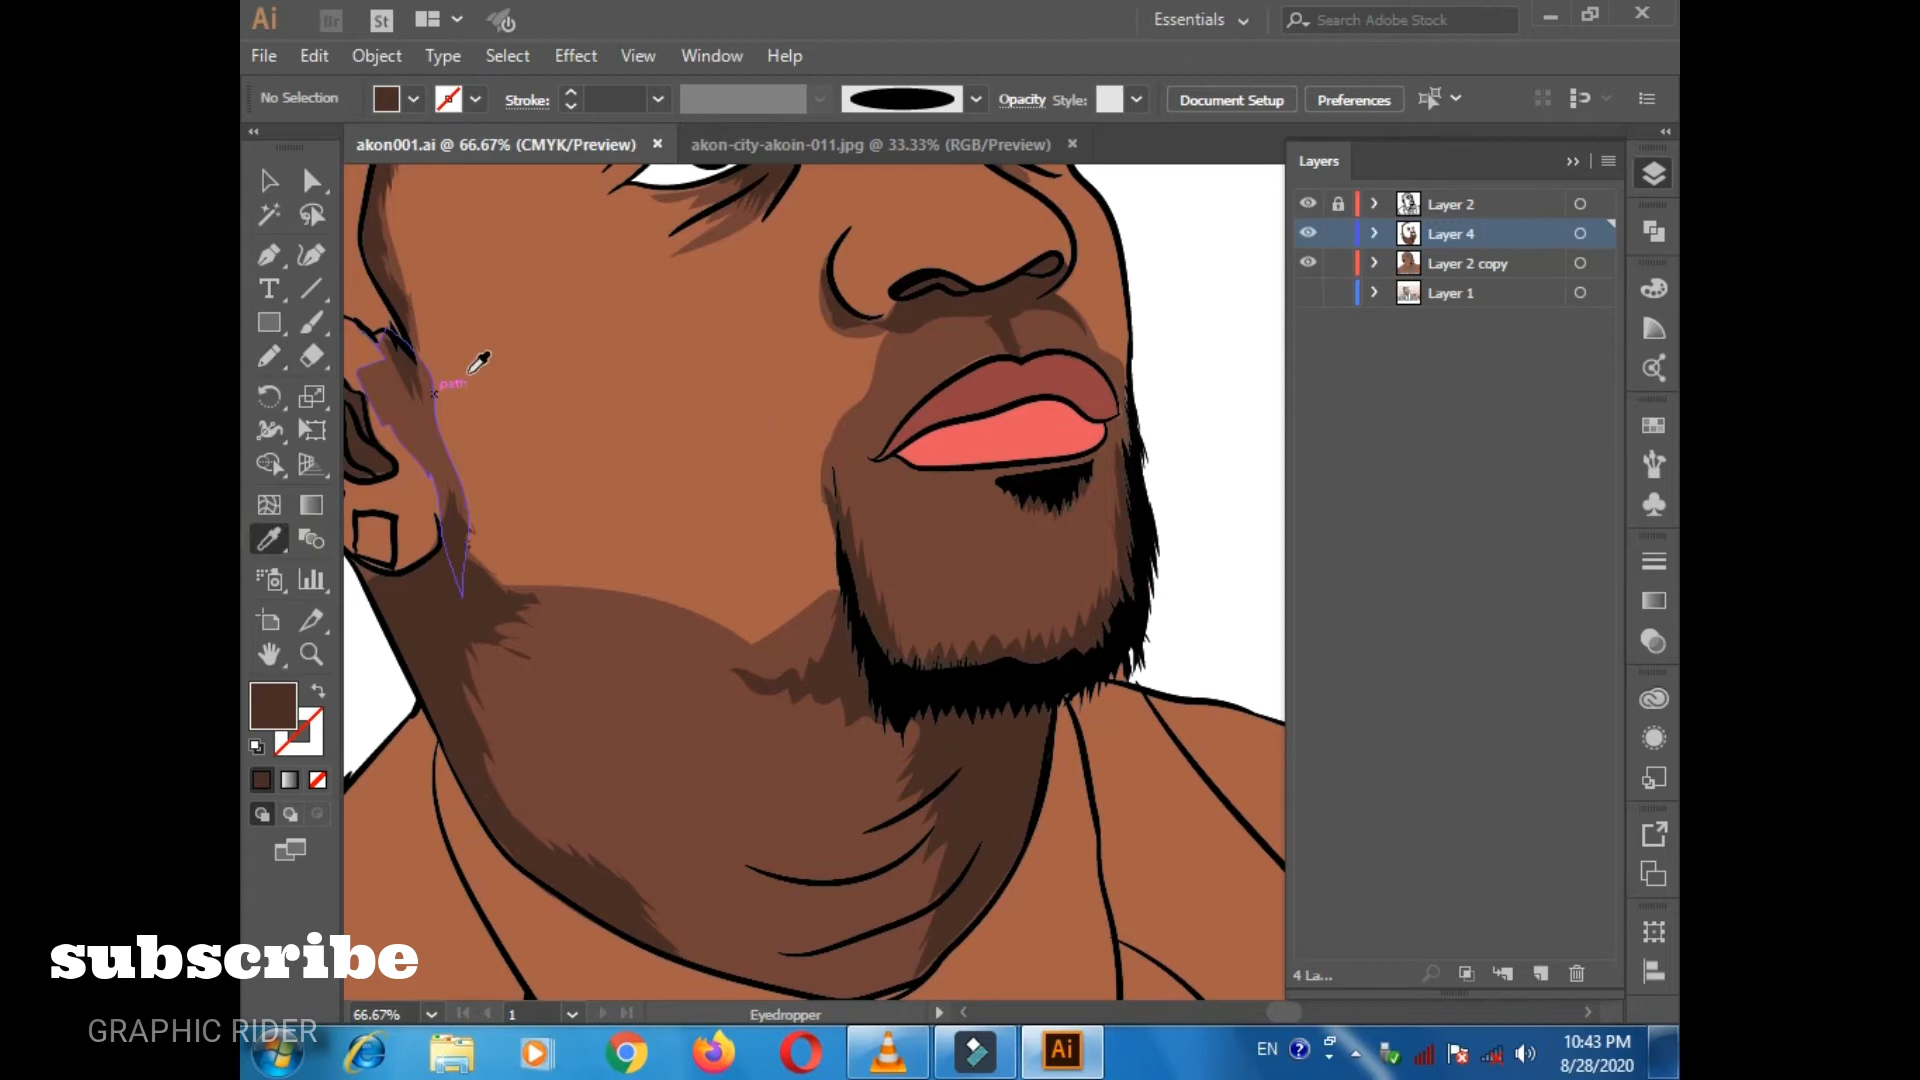 Ai Br St Essentials Search Adobe Stock
File Edit Object Type Select Effect View Window Help
No Selection Stroke: Opacity Style: Document Setup Preferences
akon001.ai @ 66.67% (CMYK/Preview) × akon-city-akoin-011.jpg @ 33.33% (RGB/Preview) ×
Layers
Layer 2
Layer 4
Layer 2 copy
Layer 1
path
4 La...
subscribe
GRAPHIC RIDER
66.67% 1 Eyedropper
Ai
EN
10:43 PM
8/28/2020